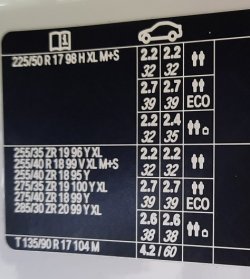 225/50 R 17 98 H XL M+S
2.2 2.2
32 32
2.7 2.7
39 39
ECO
2.2 2.4
32 35
255/35 ZR 19 96 Y XL
255/40 R 18 99 V XL M+S
255/40 ZR 18 95 Y
275/35 ZR 19 100 Y XL
275/40 ZR 18 99 Y
285/30 ZR 20 99 Y XL
2.2 2.2
32 32
2.7 2.7
39 39
ECO
2.6 2.6
38 38
T 135/90 R 17 104 M
4.2 / 60